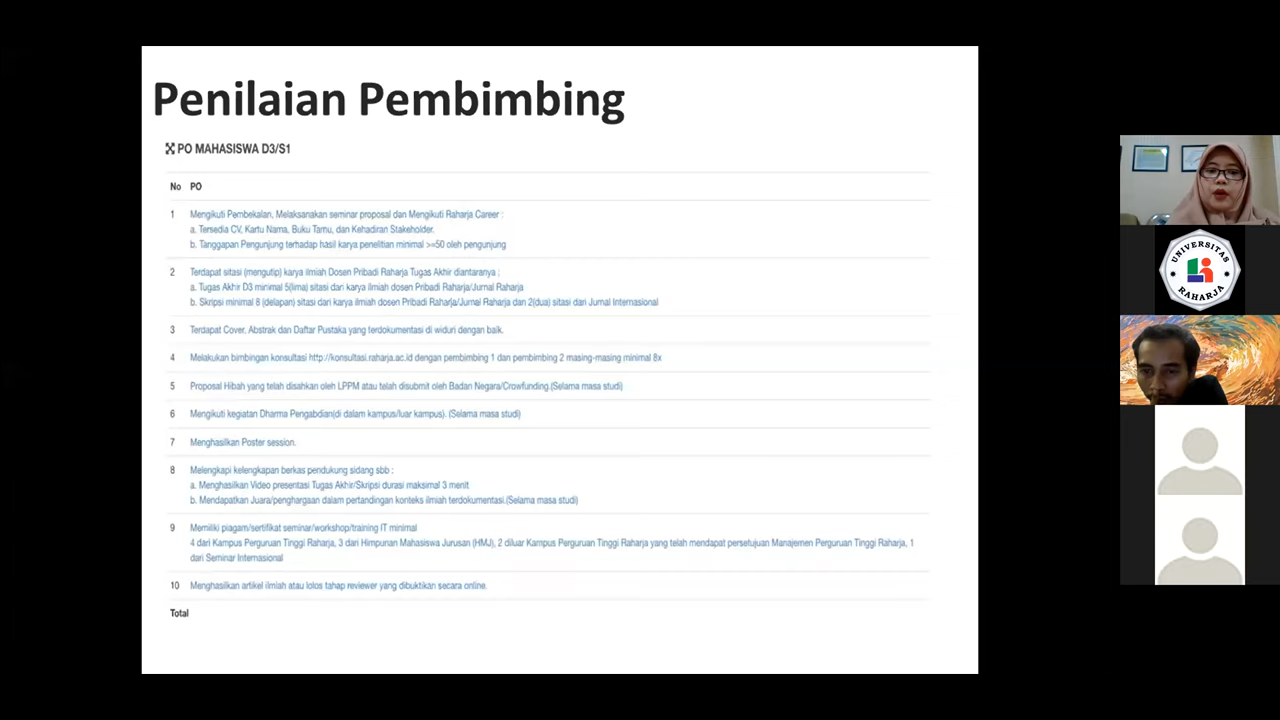 Penilaian Pembimbing
PO MAHASISWA D3/S1
No PO
1 Mengikuti Pembekalan, Melaksanakan seminar proposal dan Mengikuti Raharja Career :
a. Tersedia CV, Kartu Nama, Buku Tamu, dan Kehadiran Stakeholder.
b. Tanggapan Pengunjung terhadap hasil karya penelitian minimal >=50 oleh pengunjung
2 Terdapat sitasi (mengutip) karya ilmiah Dosen Pribadi Raharja Tugas Akhir diantaranya :
a. Tugas Akhir D3 minimal 5(lima) sitasi dari karya ilmiah dosen Pribadi Raharja/Jurnal Raharja
b. Skripsi minimal 8 (delapan) sitasi dari karya ilmiah dosen Pribadi Raharja/Jurnal Raharja dan 2(dua) sitasi dari Jurnal Internasional
3 Terdapat Cover, Abstrak dan Daftar Pustaka yang terdokumentasi di widuri dengan baik.
4 Melakukan bimbingan konsultasi http://konsultasi.raharja.ac.id dengan pembimbing 1 dan pembimbing 2 masing-masing minimal 8x
5 Proposal Hibah yang telah disahkan oleh LPPM atau telah disubmit oleh Badan Negara/Crowfunding.(Selama masa studi)
6 Mengikuti kegiatan Dharma Pengabdian(di dalam kampus/luar kampus). (Selama masa studi)
7 Menghasilkan Poster session.
8 Melengkapi kelengkapan berkas pendukung sidang sbb :
a. Menghasilkan Video presentasi Tugas Akhir/Skripsi durasi maksimal 3 menit
b. Mendapatkan Juara/penghargaan dalam pertandingan konteks ilmiah terdokumentasi.(Selama masa studi)
9 Memiliki piagam/sertifikat seminar/workshop/training IT minimal
4 dari Kampus Perguruan Tinggi Raharja, 3 dari Himpunan Mahasiswa Jurusan (HMJ), 2 diluar Kampus Perguruan Tinggi Raharja yang telah mendapat persetujuan Manajemen Perguruan Tinggi Raharja, 1
dari Seminar Internasional
10 Menghasilkan artikel ilmiah atau lolos tahap reviewer yang dibuktikan secara online.
Total
UNIVERSITAS
RAHARJA